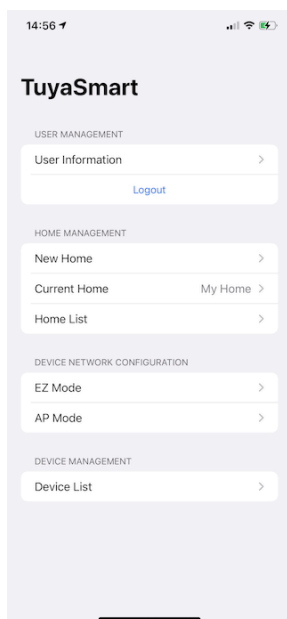 14:56
TuyaSmart
USER MANAGEMENT
User Information
Logout
HOME MANAGEMENT
New Home
Current Home My Home
Home List
DEVICE NETWORK CONFIGURATION
EZ Mode
AP Mode
DEVICE MANAGEMENT
Device List